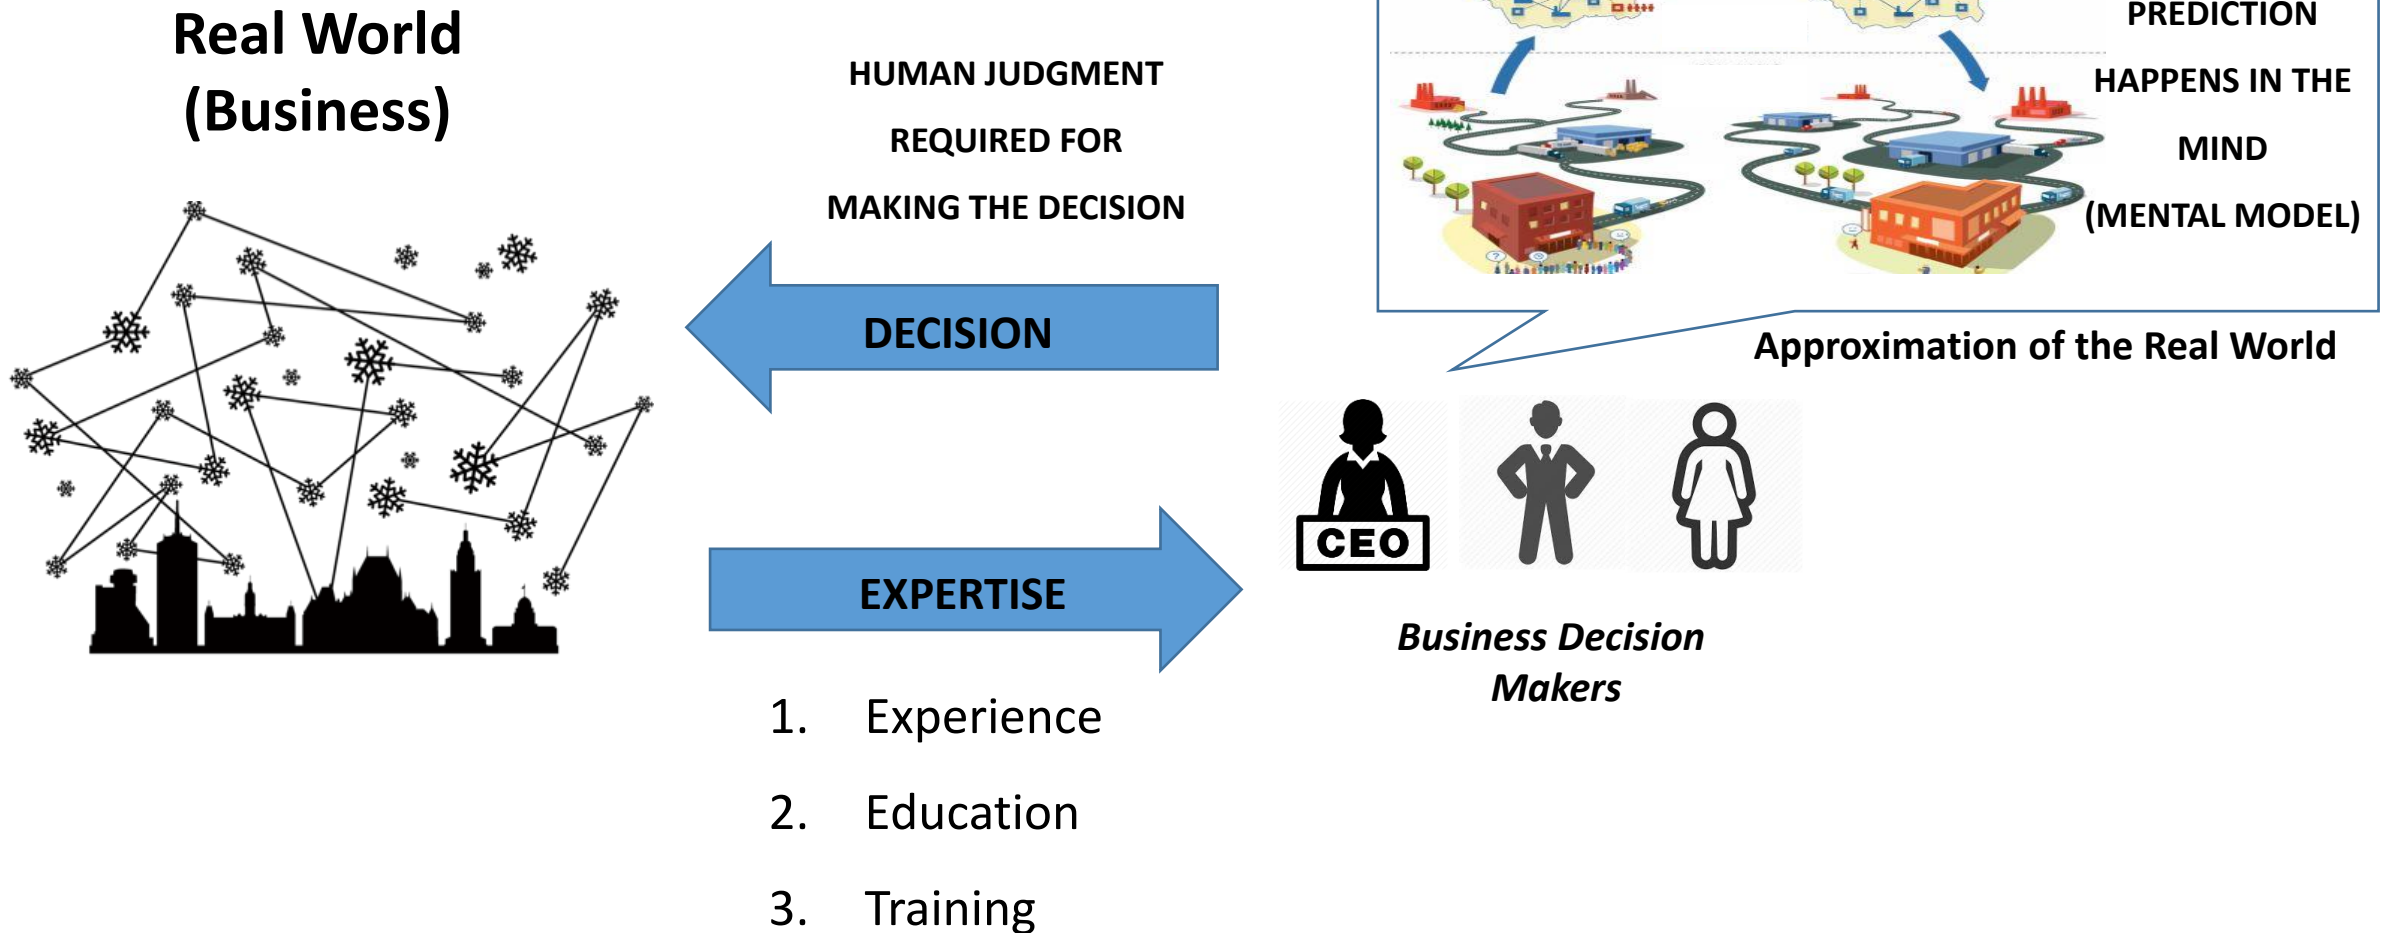 Real World
(Business)
HUMAN JUDGMENT
REQUIRED FOR
MAKING THE DECISION
DECISION
EXPERTISE
1. Experience
2. Education
3. Training
PREDICTION
HAPPENS IN THE
MIND
(MENTAL MODEL)
Approximation of the Real World
CEO
Business Decision
Makers